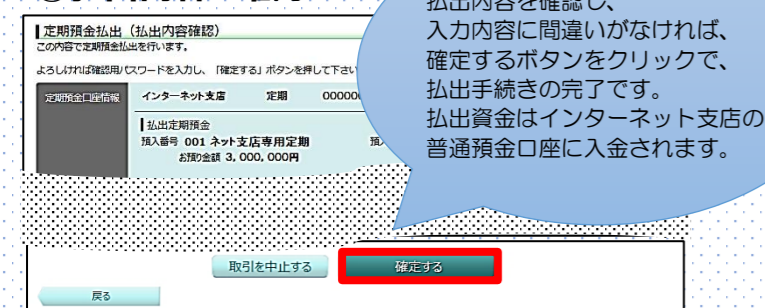 払出内容を確認し、
入力内容に間違いがなければ、
確定するボタンをクリックで、
払出手続きの完了です。
払出資金はインターネット支店の
普通預金口座に入金されます。
定期預金払出（払出内容確認）
この内容で定期預金払出を行います。
よろしければ確認用パスワードを入力し、「確定する」ボタンを押して下さい
定期預金口座情報 インターネット支店 定期 00000
払出定期預金
預入番号 001 ネット支店専用定期 預
お預り金額 3,000,000円
取引を中止する 確定する
戻る